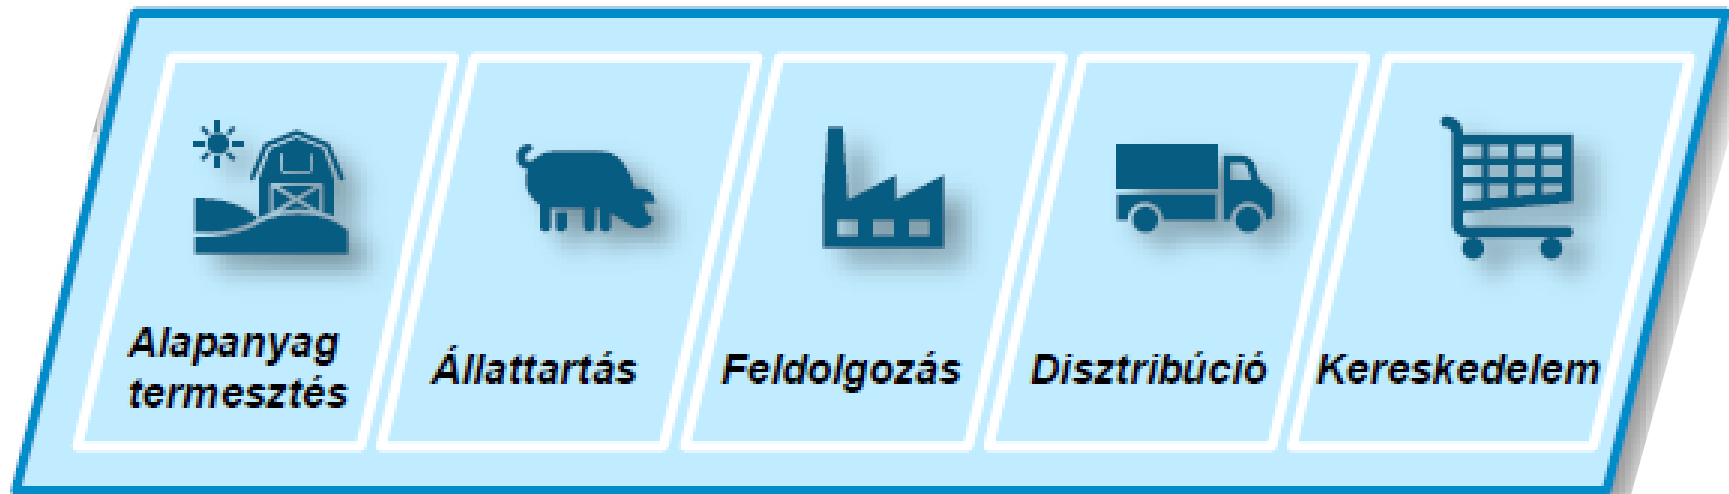 Alapanyag
termesztés
Állattartás
Feldolgozás
Disztribúció
Kereskedelem